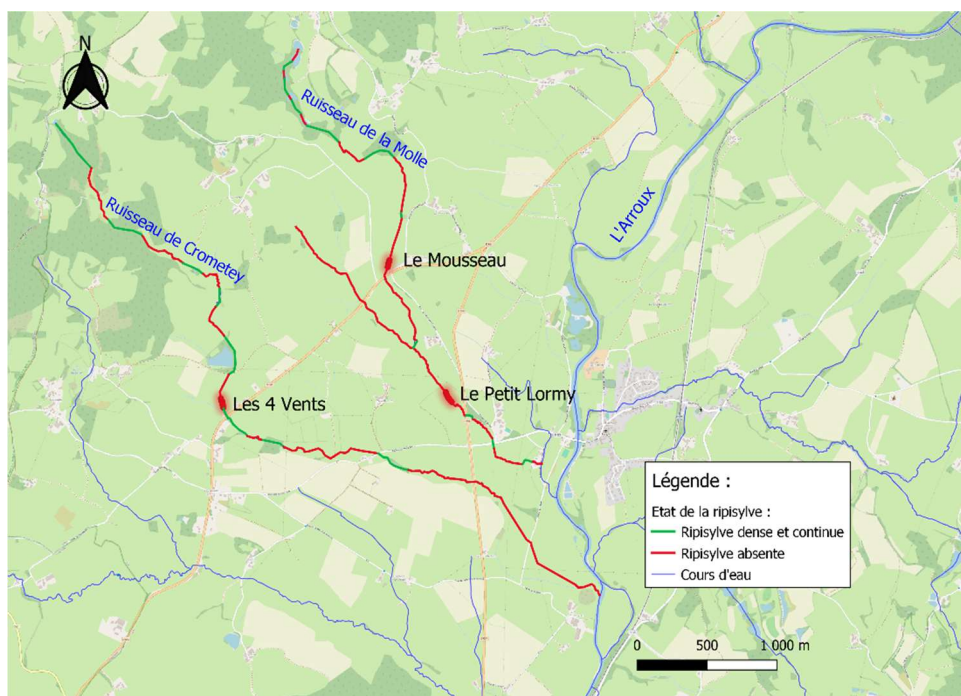 N
Ruisseau de la Molle
Ruisseau de Crometey
L'Arroux
Le Mousseau
Les 4 Vents
Le Petit Lormy
Légende :
Etat de la ripisylve :
Ripisylve dense et continue
Ripisylve absente
Cours d'eau
0 500 1 000 m